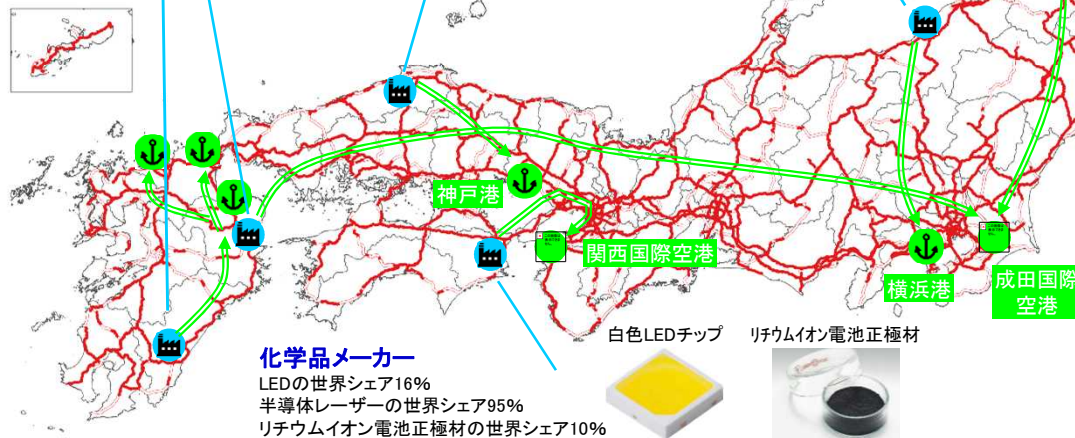 神戸港
関西国際空港
横浜港
成田国際
空港
白色LEDチップ
リチウムイオン電池正極材
化学品メーカー
LEDの世界シェア16%
半導体レーザーの世界シェア95%
リチウムイオン電池正極材の世界シェア10%